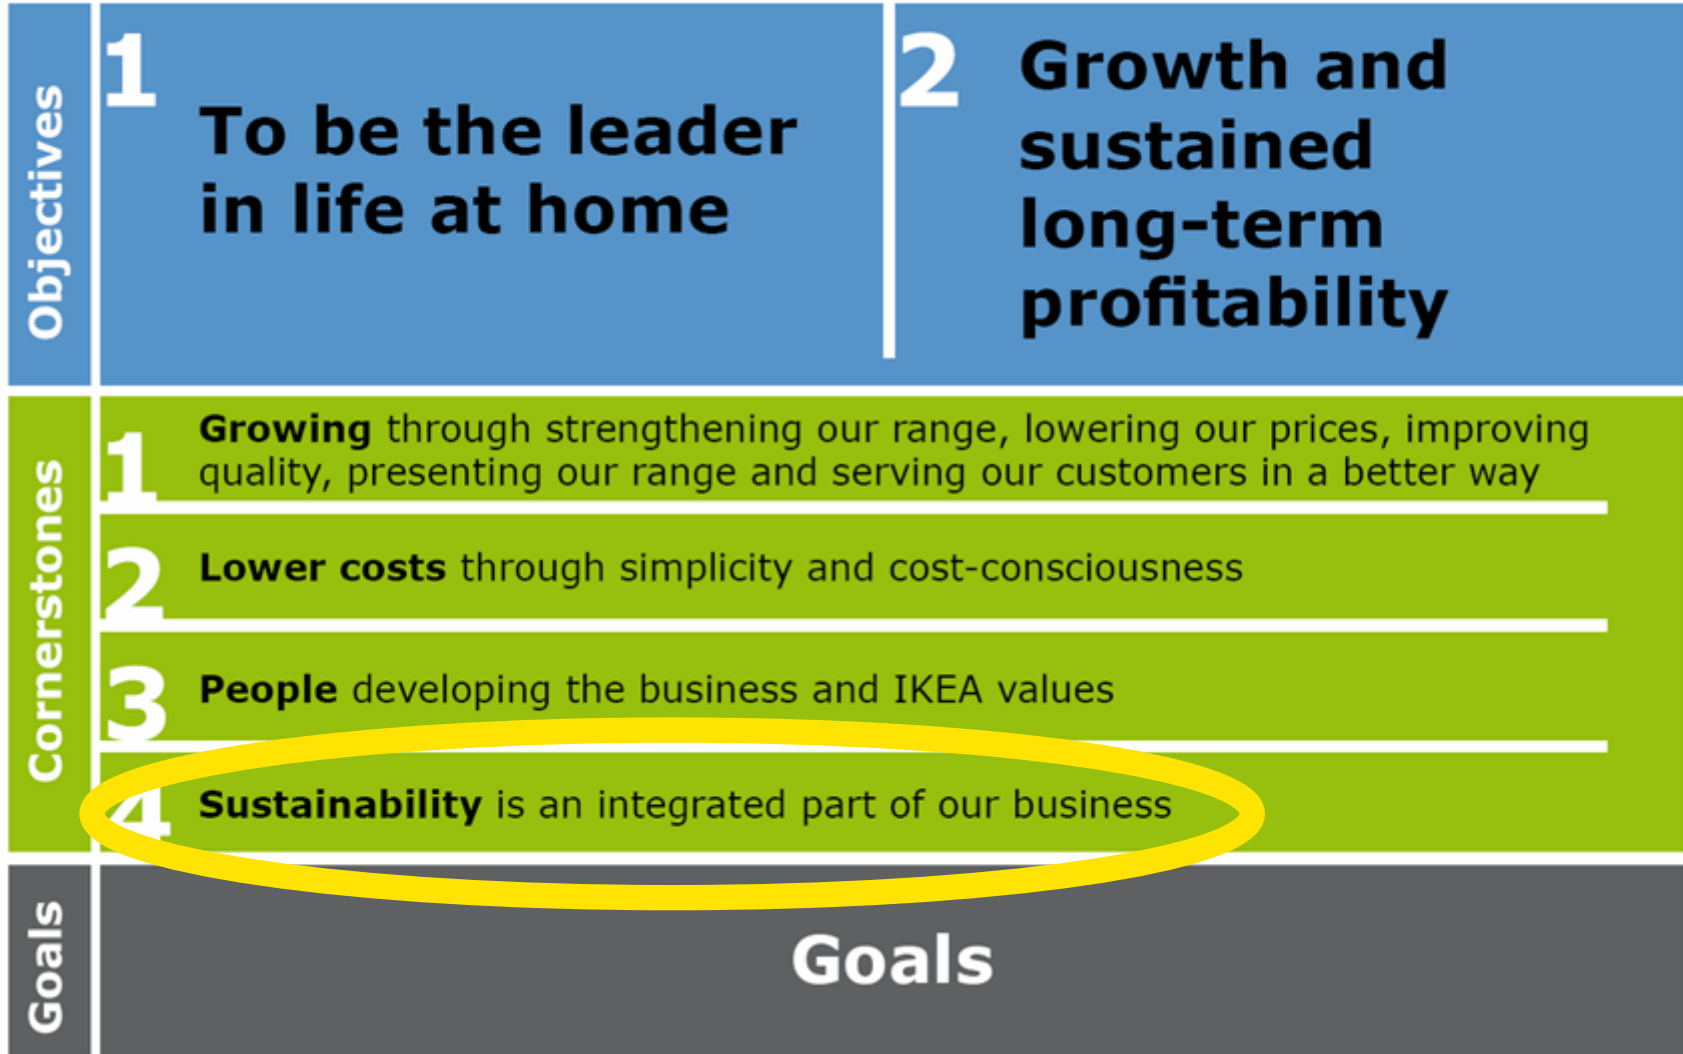 Objectives
1
To be the leader
in life at home
2
Growth and
sustained
long-term
profitability
Cornerstones
1
Growing through strengthening our range, lowering our prices, improving
quality, presenting our range and serving our customers in a better way
2
Lower costs through simplicity and cost-consciousness
3
People developing the business and IKEA values
4
Sustainability is an integrated part of our business
Goals
Goals